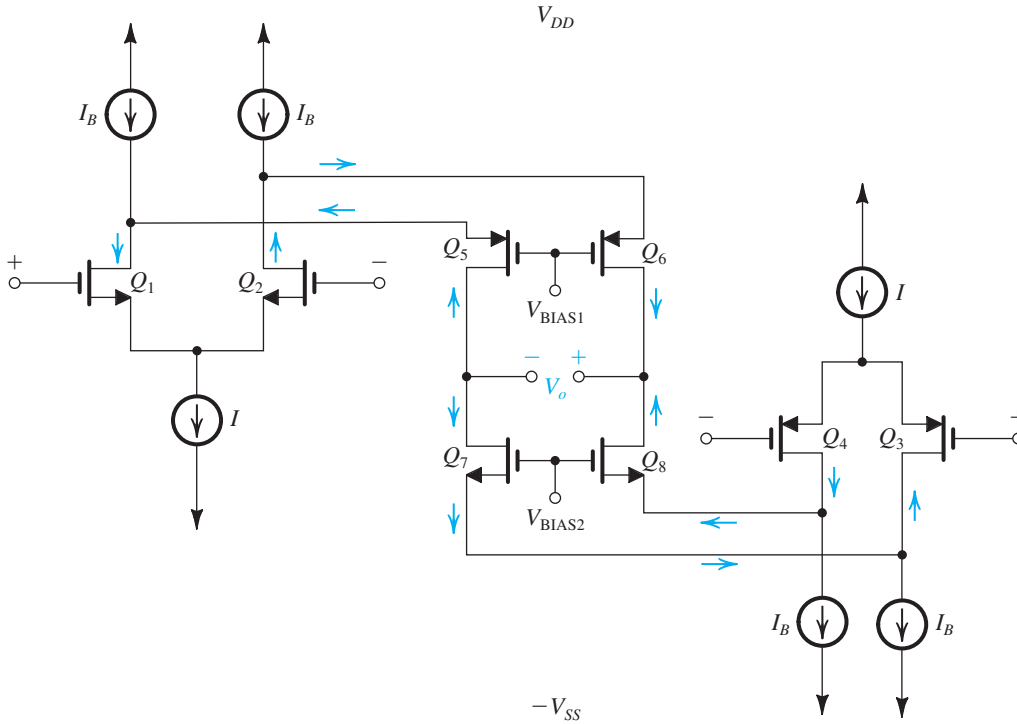 V_DD
I_B
I_B
+
Q_1
Q_2
−
I
Q_5
Q_6
V_BIAS1
−
+
V_o
Q_7
Q_8
V_BIAS2
I
−
Q_4
Q_3
−
I_B
I_B
−V_SS